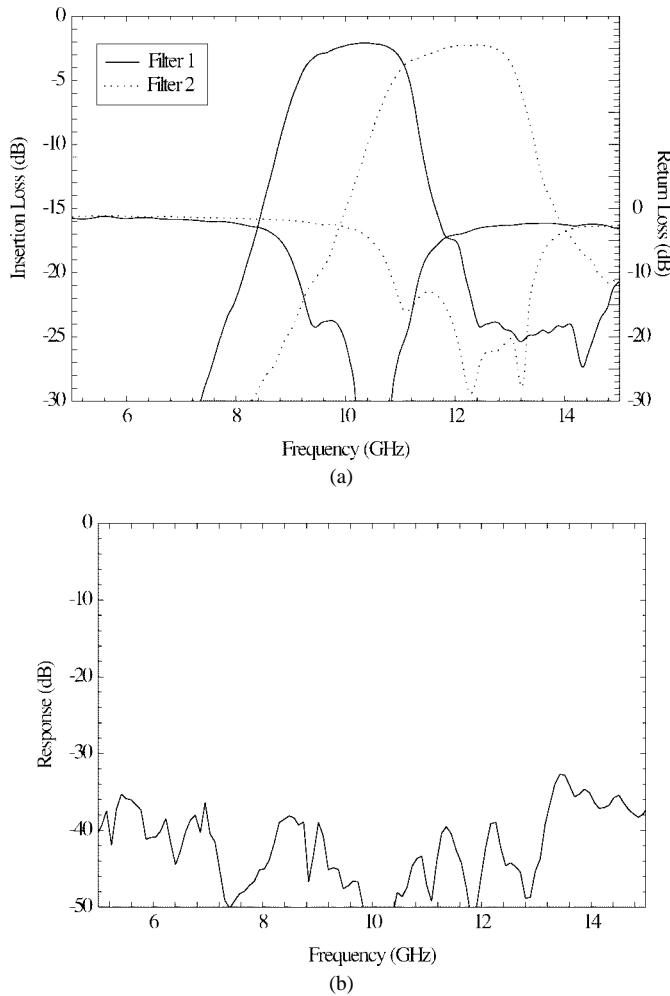 0
-5
-10
-15
-20
-25
-30
Filter 1
Filter 2
Insertion Loss (dB)
0
-10
-20
-30
Return Loss (dB)
6 8 10 12 14
Frequency (GHz)
(a)
0
-10
-20
-30
-40
-50
Response (dB)
6 8 10 12 14
Frequency (GHz)
(b)